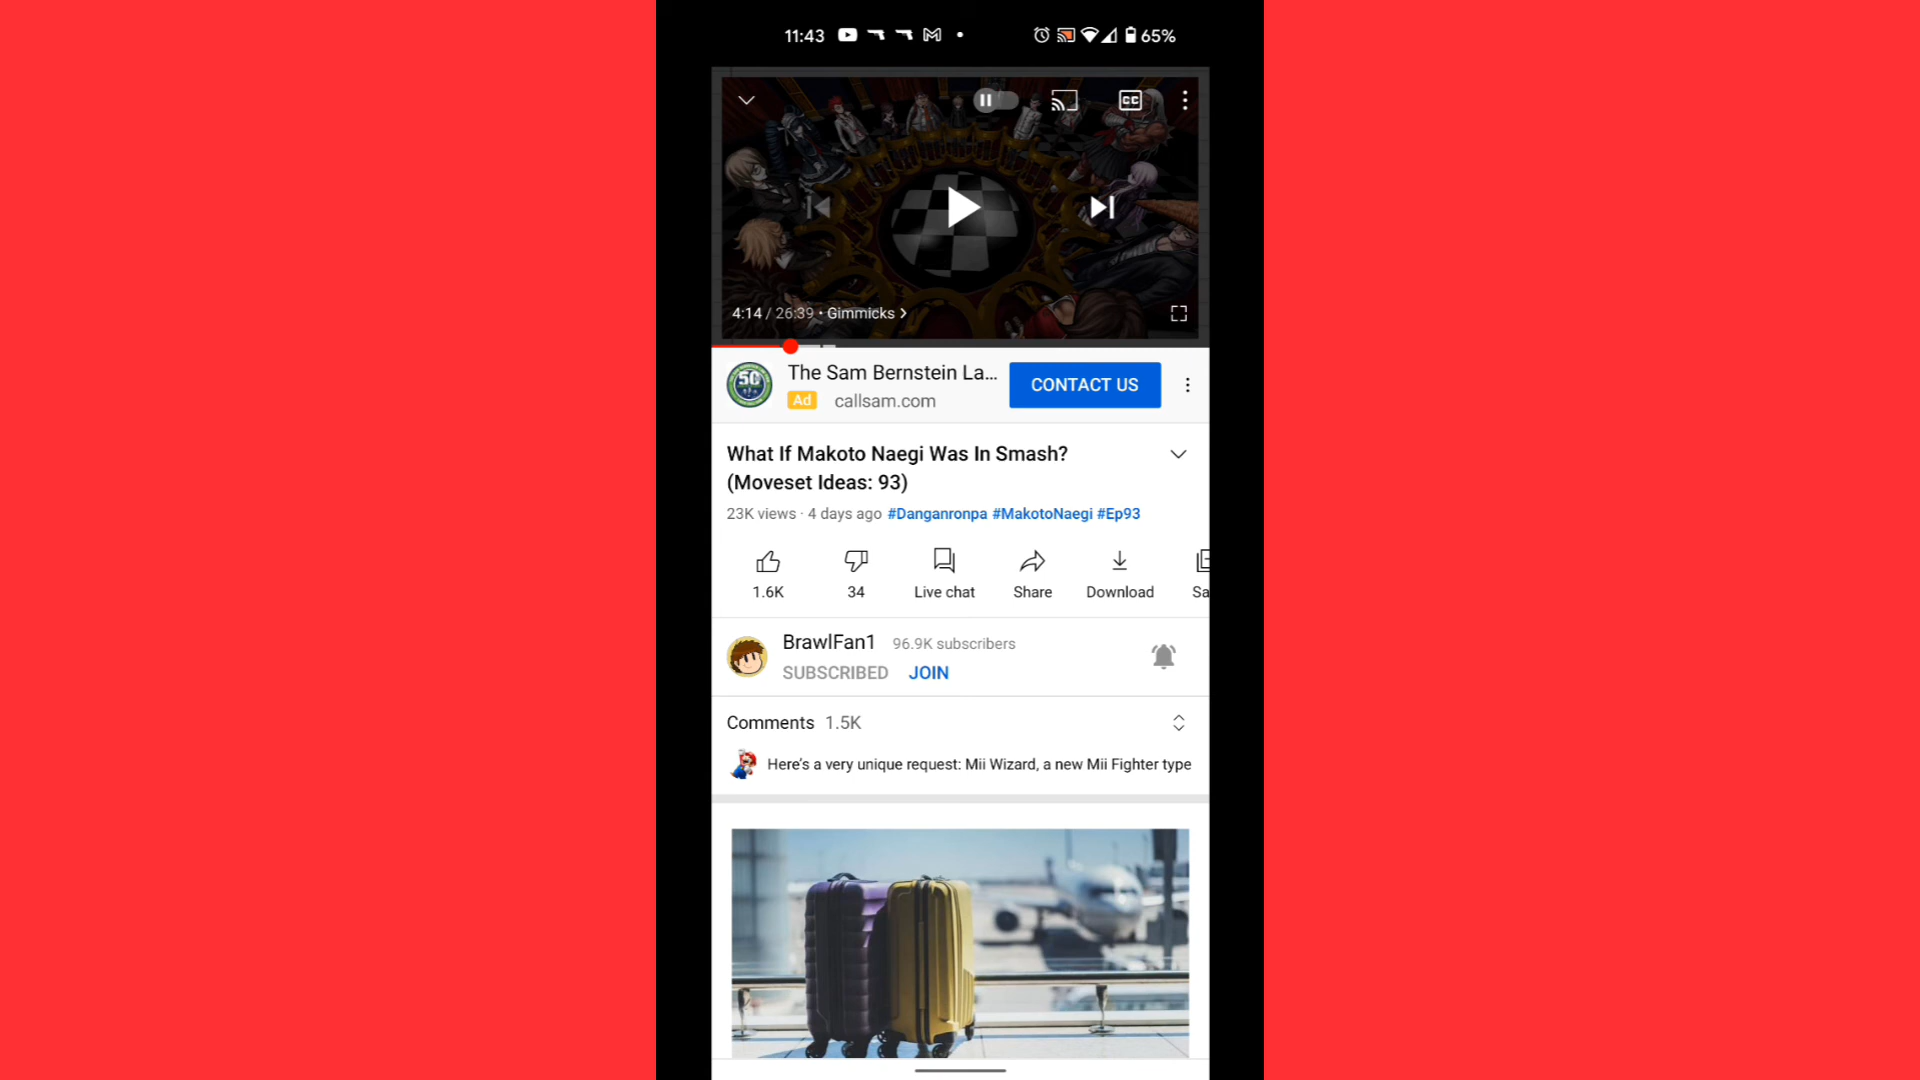 11:43
65%
CC
4:14 / 26:39 • Gimmicks >
50
The Sam Bernstein La...
CONTACT US
Ad callsam.com
What If Makoto Naegi Was In Smash?
(Moveset Ideas: 93)
23K views · 4 days ago #Danganronpa #MakotoNaegi #Ep93
1.6K
34
Live chat
Share
Download
Sa
BrawlFan1 96.9K subscribers
SUBSCRIBED JOIN
Comments 1.5K
Here's a very unique request: Mii Wizard, a new Mii Fighter type